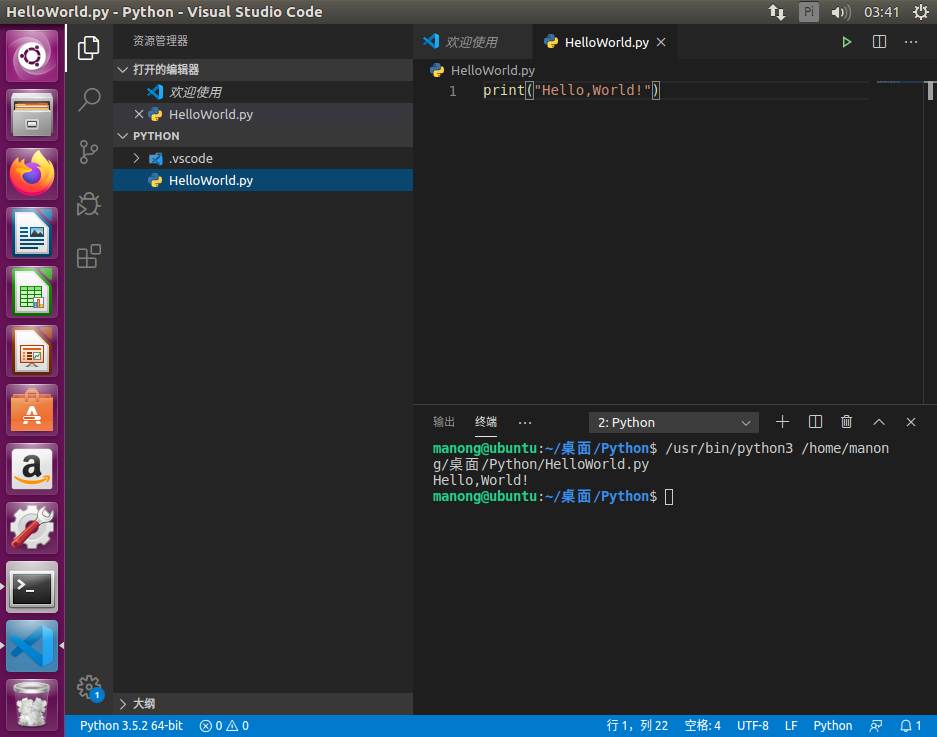 HelloWorld.py - Python - Visual Studio Code
Pi
03:41
资源管理器
打开的编辑器
欢迎使用
HelloWorld.py
PYTHON
.vscode
HelloWorld.py
大纲
欢迎使用
HelloWorld.py
HelloWorld.py
1 print("Hello,World!")
输出 终端 ··· 2: Python
manong@ubuntu:~/桌面/Python$ /usr/bin/python3 /home/manon
g/桌面/Python/HelloWorld.py
Hello,World!
manong@ubuntu:~/桌面/Python$
1
Python 3.5.2 64-bit 0 0 行 1，列 22 空格: 4 UTF-8 LF Python 1